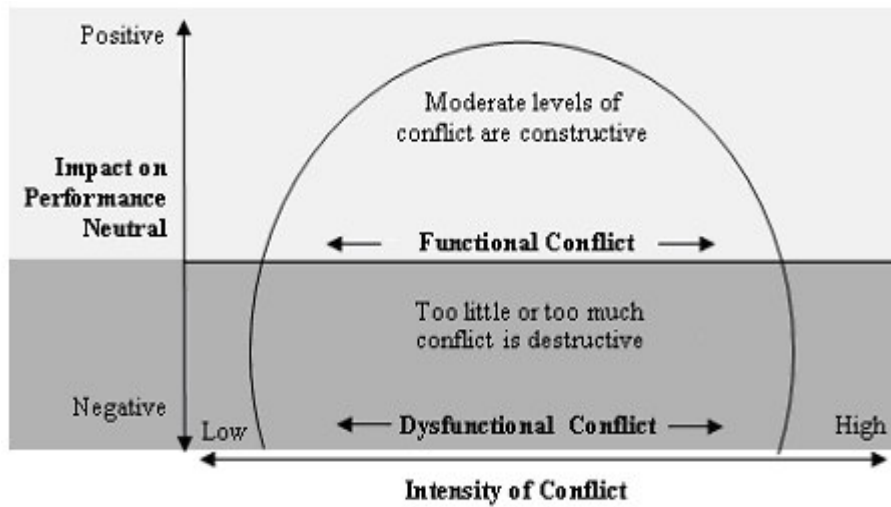 Positive
Moderate levels of
conflict are constructive
Impact on
Performance
Neutral
Functional Conflict
Too little or too much
conflict is destructive
Negative
Low
Dysfunctional Conflict
High
Intensity of Conflict